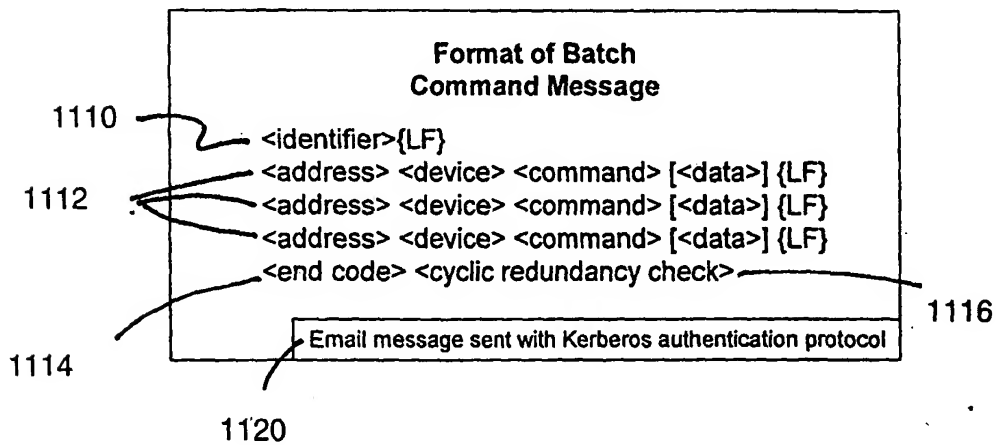 Format of Batch
Command Message
1110
<identifier>{LF}
<address> <device> <command> [<data>] {LF}
1112
<address> <device> <command> [<data>] {LF}
<address> <device> <command> [<data>] {LF}
<end code> <cyclic redundancy check>
1116
Email message sent with Kerberos authentication protocol
1114
1120